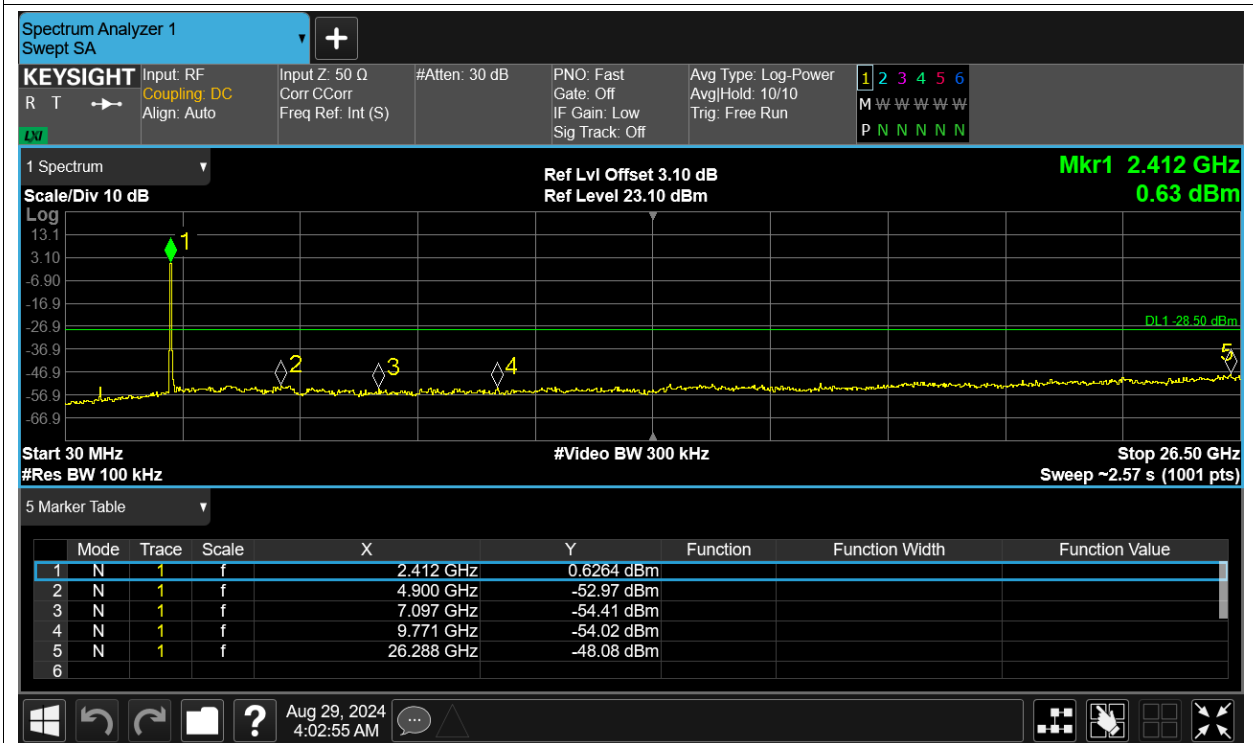 Spectrum Analyzer 1
Swept SA
KEYSIGHT
R T
LXI
Input: RF
Coupling: DC
Align: Auto
Input Z: 50 Ω
Corr CCorr
Freq Ref: Int (S)
#Atten: 30 dB
PNO: Fast
Gate: Off
IF Gain: Low
Sig Track: Off
Avg Type: Log-Power
Avg|Hold: 10/10
Trig: Free Run
1 2 3 4 5 6
M W W W W W
P N N N N N
1 Spectrum
Scale/Div 10 dB
Ref Lvl Offset 3.10 dB
Ref Level 23.10 dBm
Mkr1 2.412 GHz
0.63 dBm
Log
13.1
3.10
-6.90
-16.9
-26.9
-36.9
-46.9
-56.9
-66.9
1
2
3
4
5
DL1 -28.50 dBm
Start 30 MHz
#Video BW 300 kHz
Stop 26.50 GHz
#Res BW 100 kHz
Sweep ~2.57 s (1001 pts)
5 Marker Table
Mode Trace Scale X Y Function Function Width Function Value
1 N 1 f 2.412 GHz 0.6264 dBm
2 N 1 f 4.900 GHz -52.97 dBm
3 N 1 f 7.097 GHz -54.41 dBm
4 N 1 f 9.771 GHz -54.02 dBm
5 N 1 f 26.288 GHz -48.08 dBm
6
?
Aug 29, 2024
4:02:55 AM